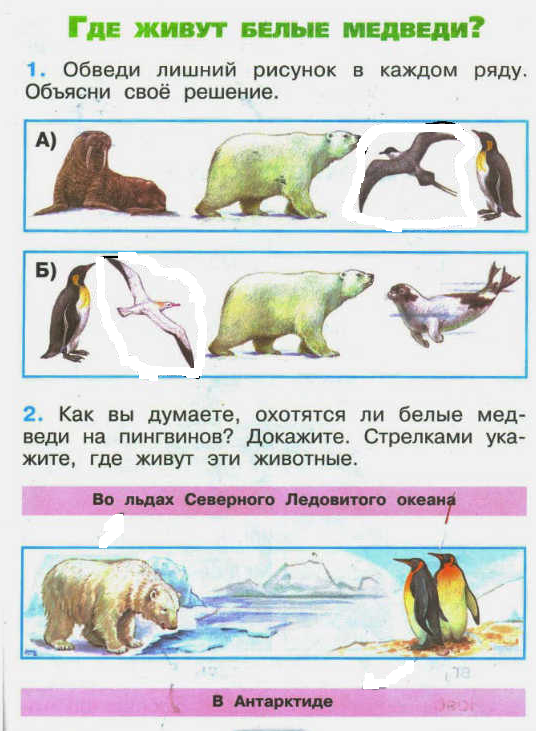 Где живут белые медведи?
1. Обведи лишний рисунок в каждом ряду.
Объясни своё решение.
А)
Б)
2. Как вы думаете, охотятся ли белые мед-
веди на пингвинов? Докажите. Стрелками ука-
жите, где живут эти животные.
Во льдах Северного Ледовитого океана
В Антарктиде